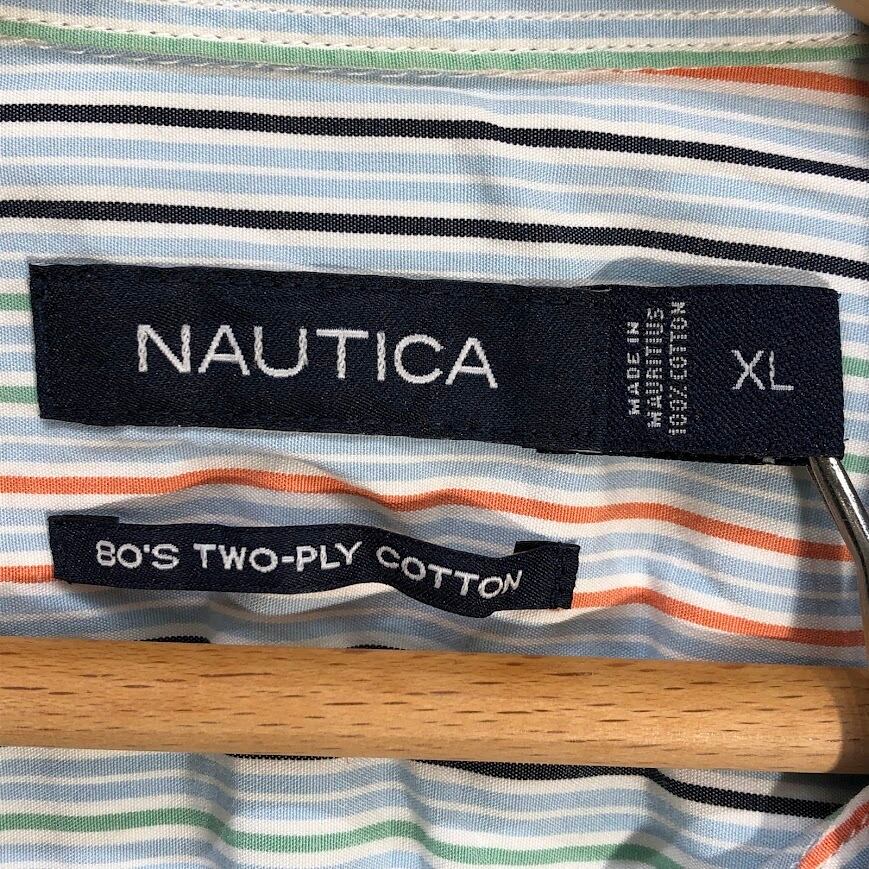 NAUTICA
MADE IN
MAURITIUS
100% COTTON
XL
80'S TWO-PLY COTTON